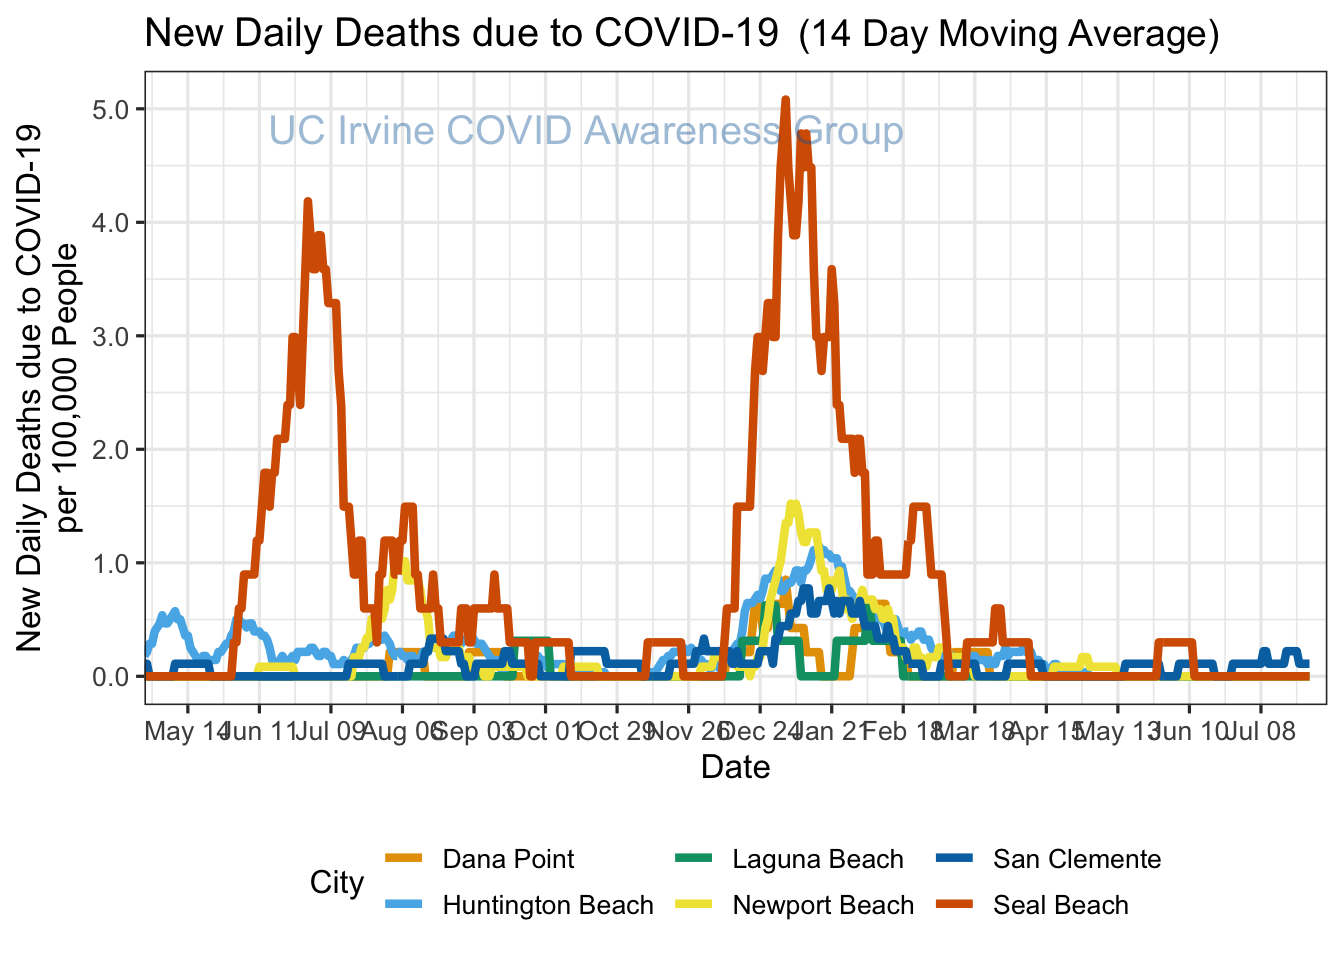 New Daily Deaths due to COVID-19 (14 Day Moving Average)
UC Irvine COVID Awareness Group
New Daily Deaths due to COVID-19
per 100,000 People
5.0
4.0
3.0
2.0
1.0
0.0
May 14 Jun 11 Jul 09 Aug 06 Sep 03 Oct 01 Oct 29 Nov 26 Dec 24 Jan 21 Feb 18 Mar 18 Apr 15 May 13 Jun 10 Jul 08
Date
City
Dana Point Laguna Beach San Clemente
Huntington Beach Newport Beach Seal Beach